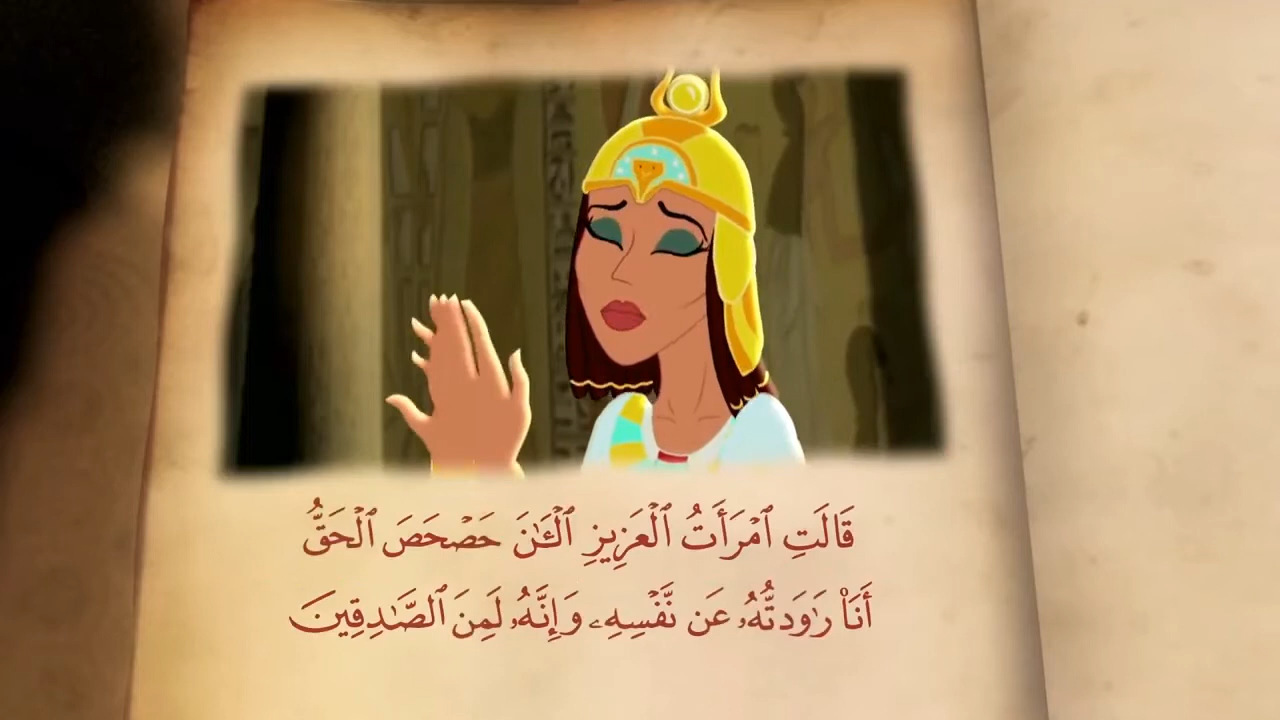 قَالَتِ ٱمۡرَأَتُ ٱلۡعَزِيزِ ٱلۡـَٰٔنَ حَصۡحَصَ ٱلۡحَقُّ
أَنَا۠ رَٰوَدتُّهُۥ عَن نَّفۡسِهِۦ وَإِنَّهُۥ لَمِنَ ٱلصَّٰدِقِينَ